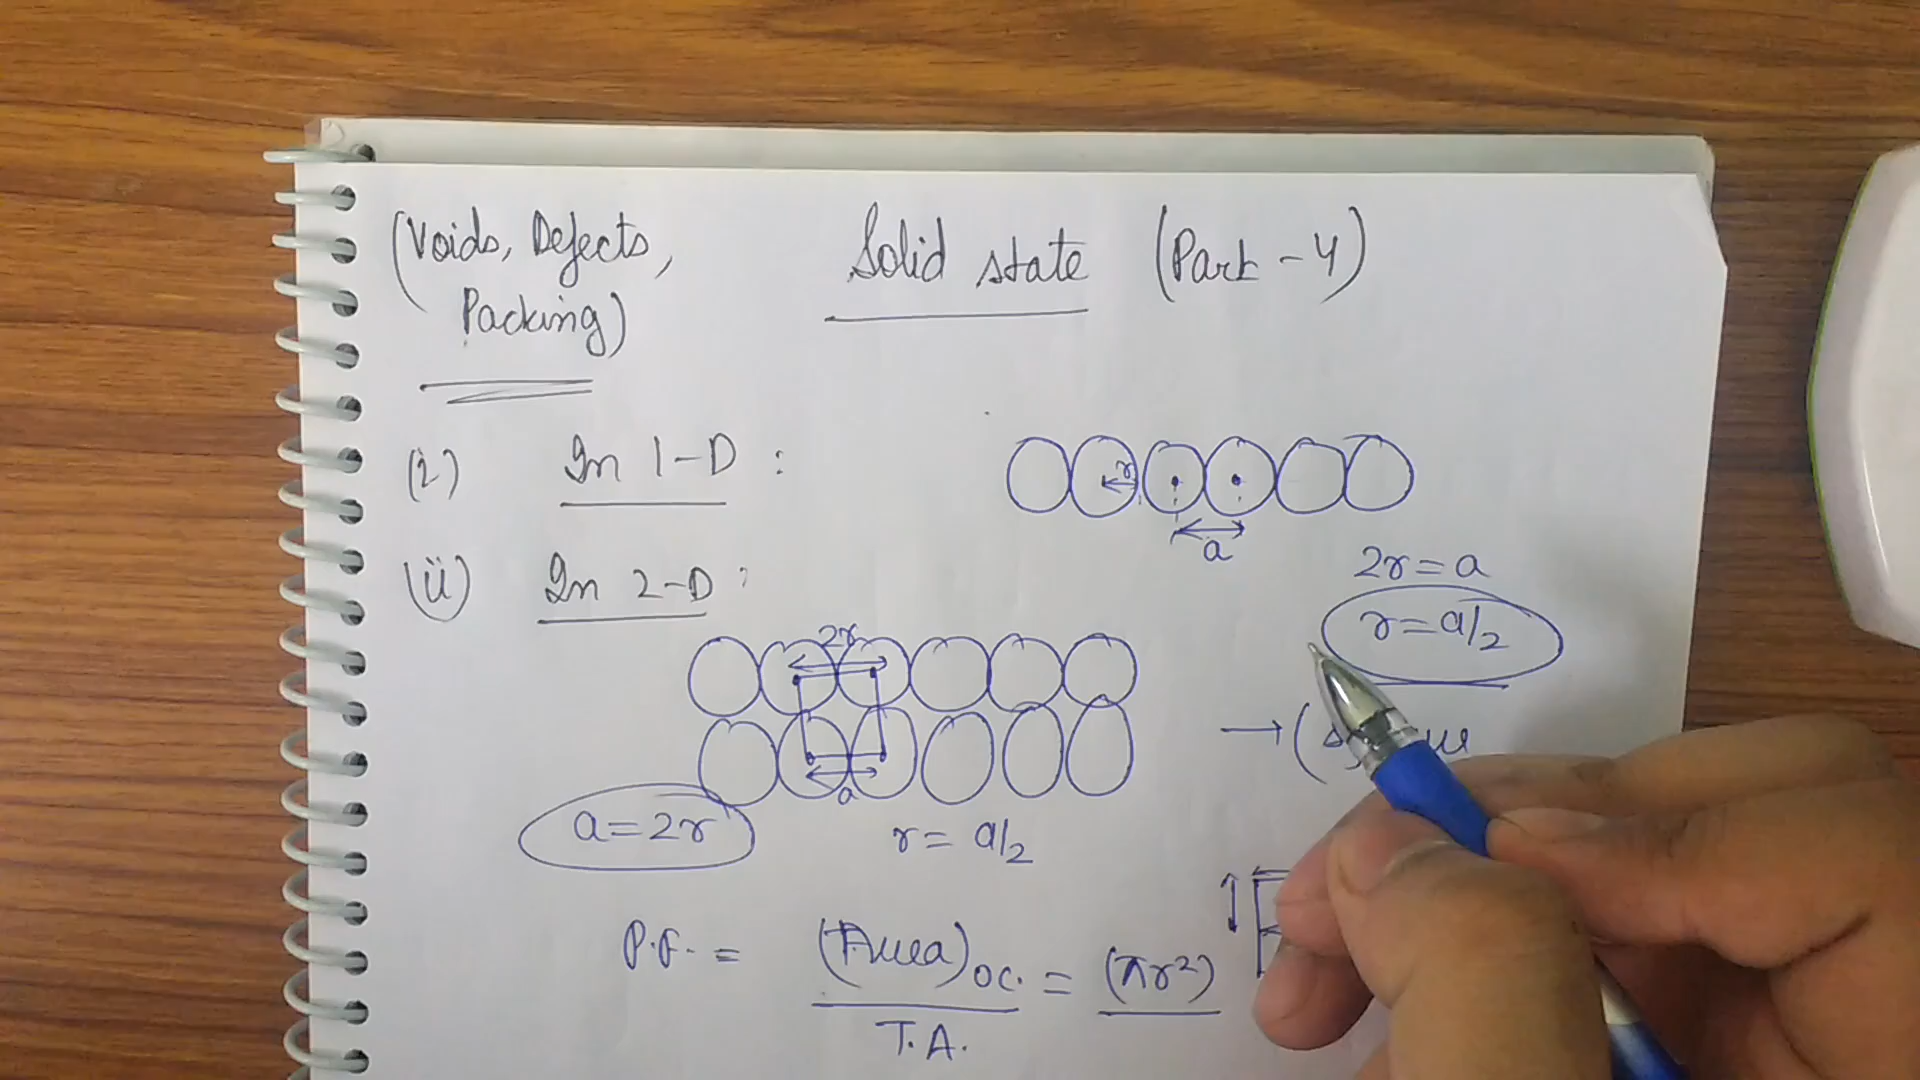 (Voids, Defects, Packing)
Solid state (Part - 4)
(i) In 1-D :
r
a
2r = a
r = a/2
(ii) In 2-D :
2r
a
→ (
a = 2r
r = a/2
P.F. = (Area)oc. / T.A. = (πr²)